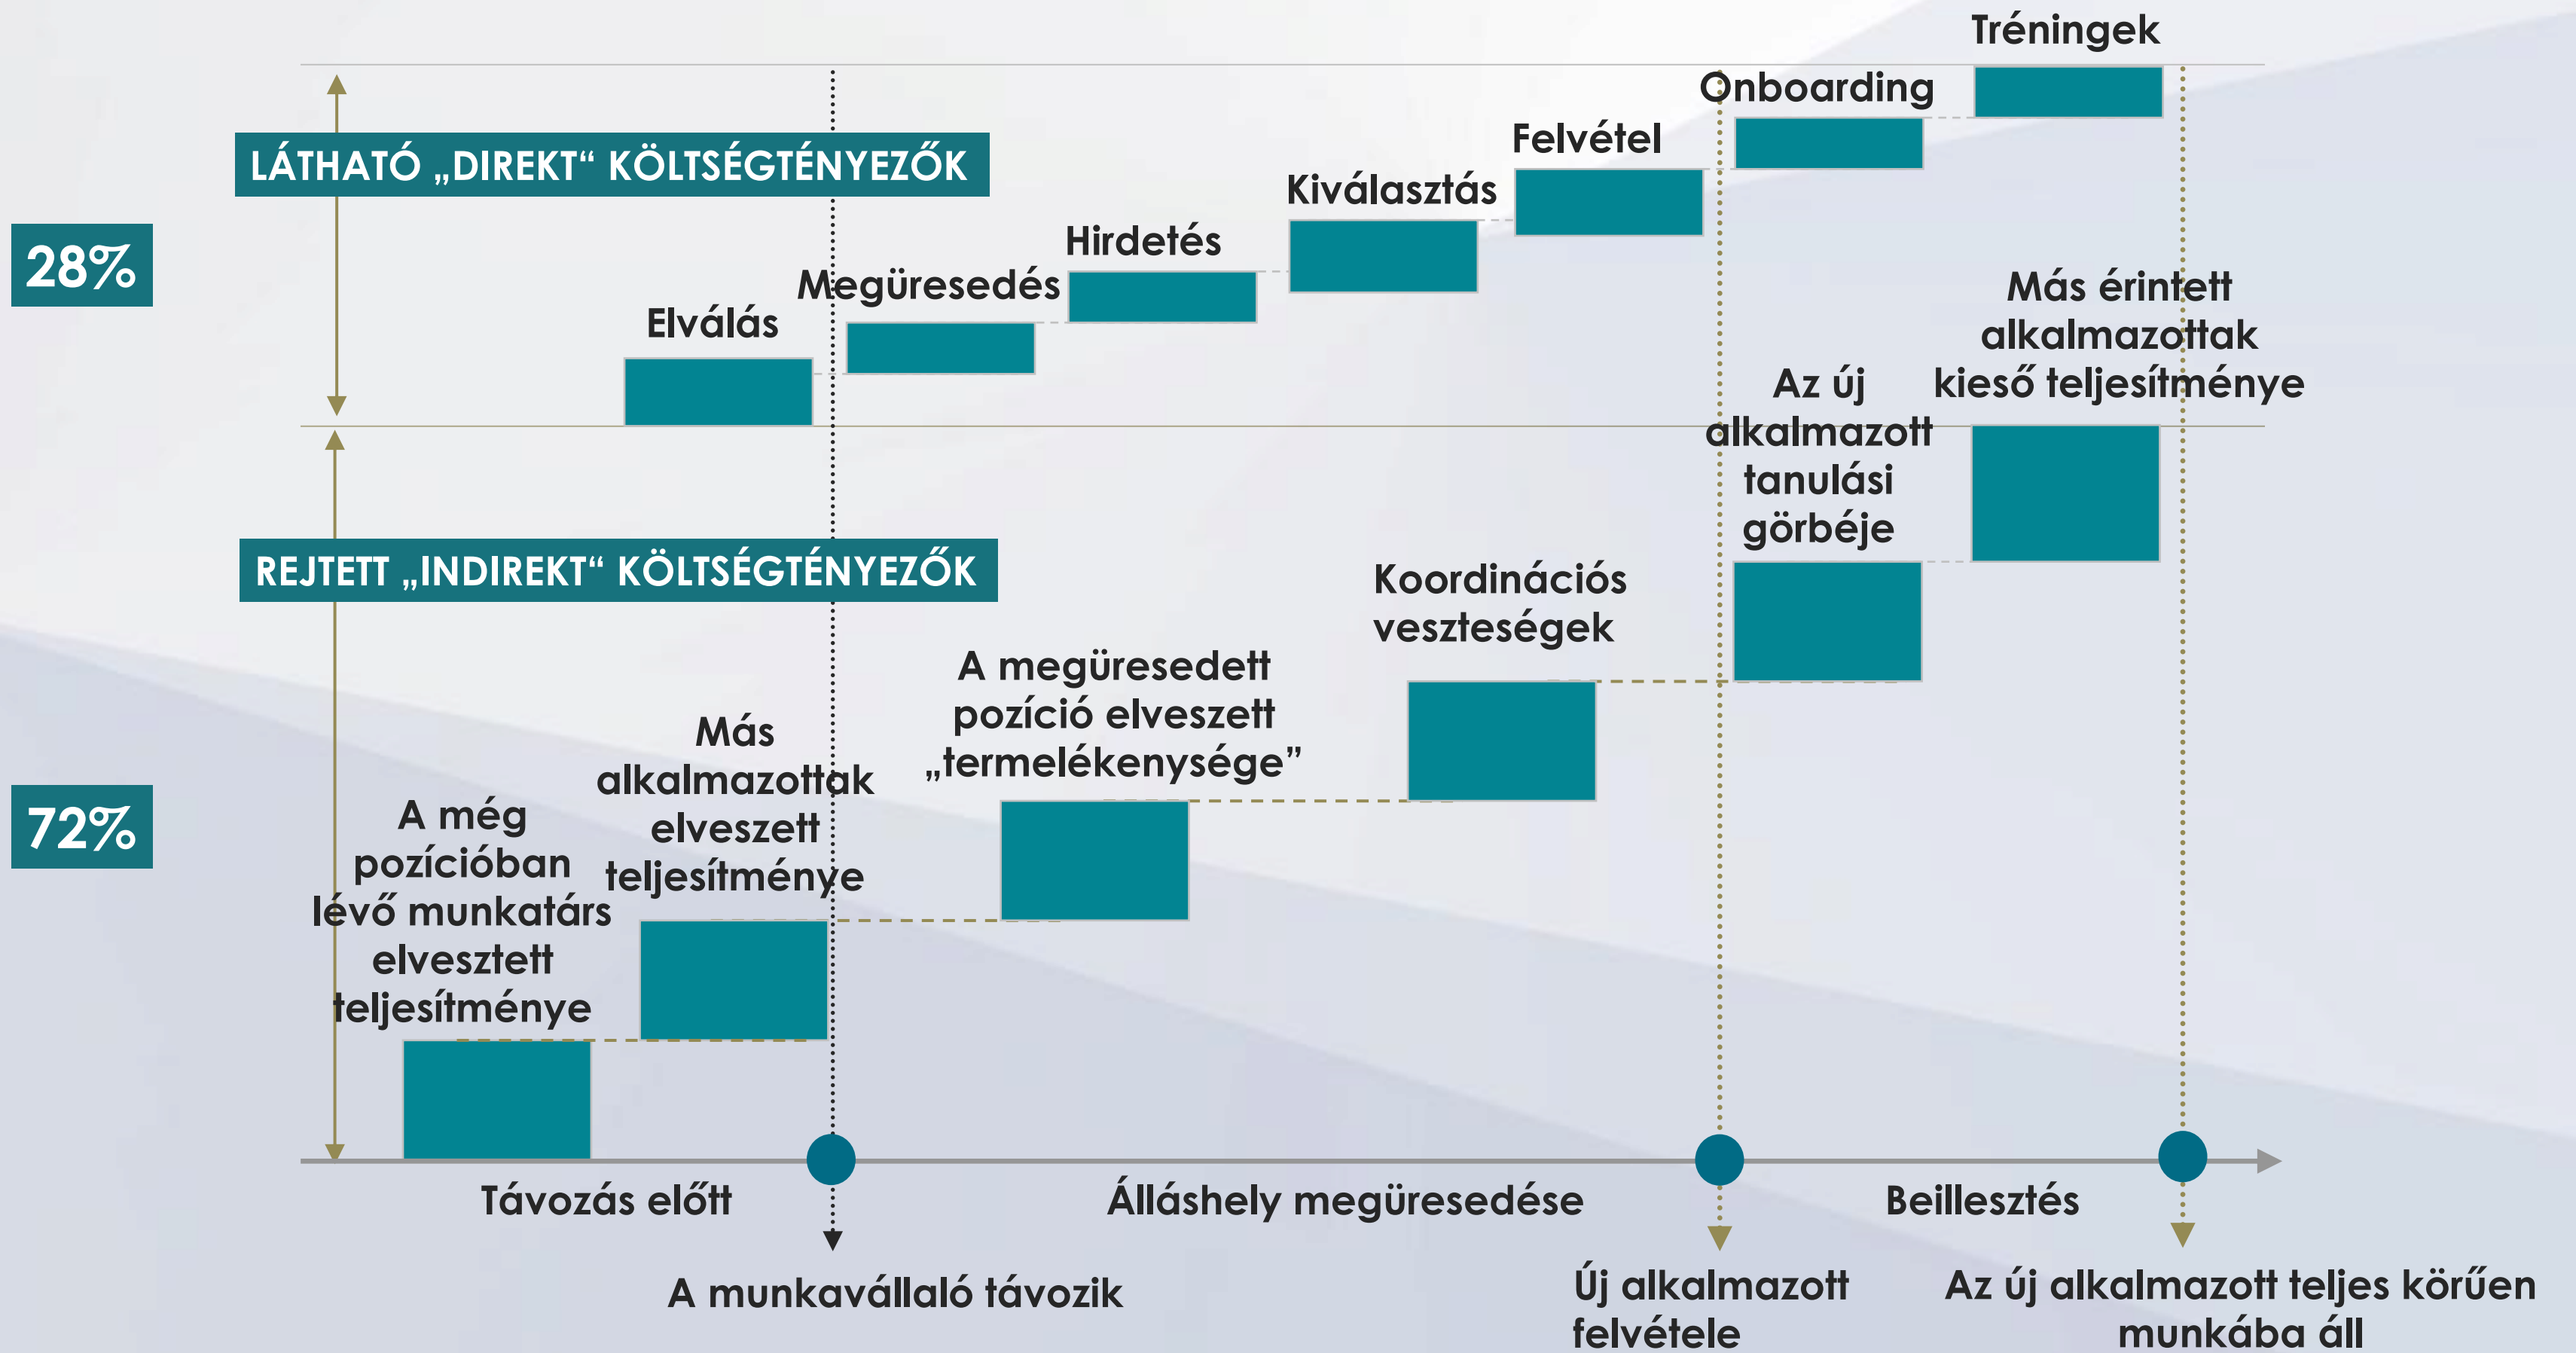 Tréningek
Onboarding
Felvétel
LÁTHATÓ „DIREKT“ KÖLTSÉGTÉNYEZŐK
Kiválasztás
Hirdetés
28%
Megüresedés
Elválás
Más érintett
alkalmazottak
kieső teljesítménye
Az új
alkalmazott
tanulási
görbéje
REJTETT „INDIREKT“ KÖLTSÉGTÉNYEZŐK
Koordinációs
veszteségek
A megüresedett
pozíció elveszett
„termelékenysége”
Más
alkalmazottak
elveszett
teljesítménye
72%
A még
pozícióban
lévő munkatárs
elvesztett
teljesítménye
Távozás előtt
Álláshely megüresedése
Beillesztés
A munkavállaló távozik
Új alkalmazott
felvétele
Az új alkalmazott teljes körűen
munkába áll